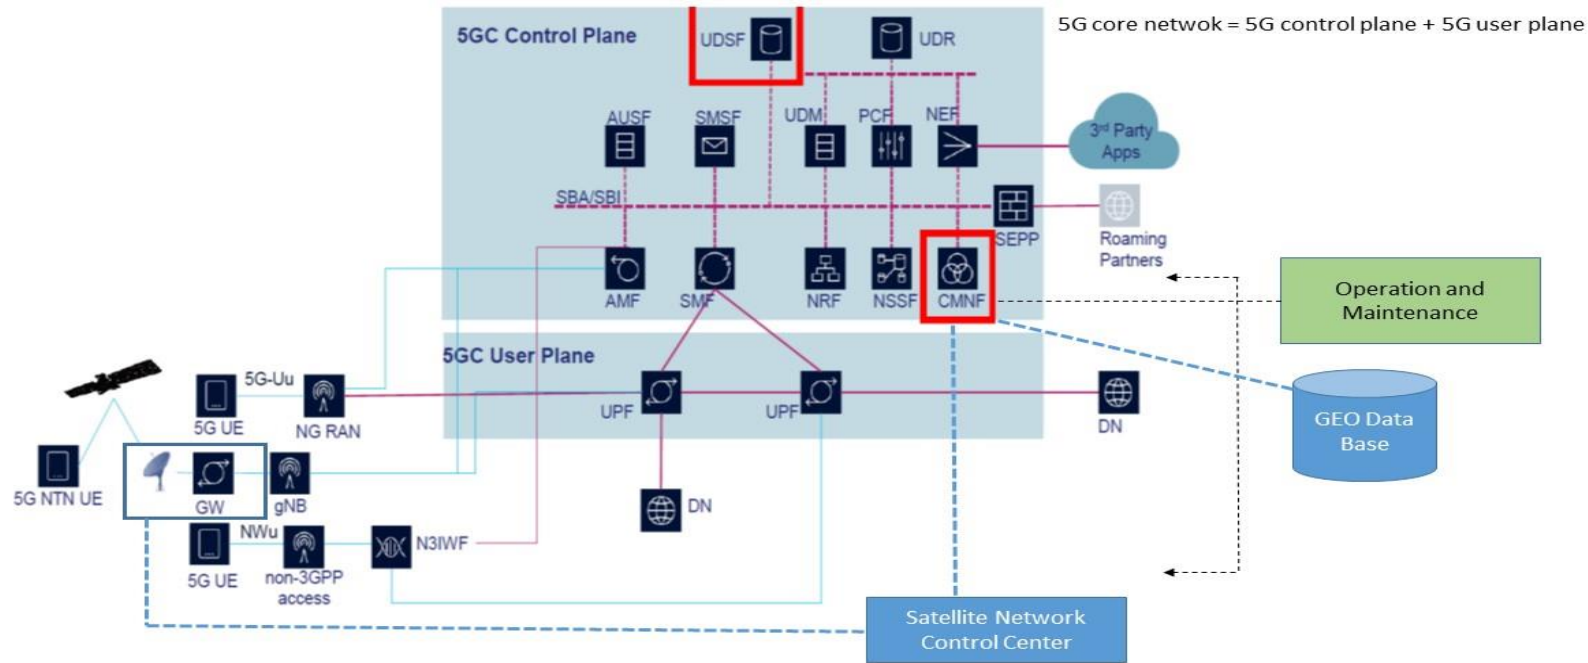 5GC Control Plane
UDSF
UDR
5G core netwok = 5G control plane + 5G user plane
AUSF
SMSF
UDM
PCF
NEF
3rd Party
Apps
SBA/SBI
SEPP
Roaming
Partners
AMF
SMF
NRF
NSSF
CMNF
Operation and
Maintenance
5GC User Plane
5G-Uu
5G UE
NG RAN
UPF
UPF
DN
GEO Data
Base
5G NTN UE
GW
gNB
DN
NWu
N3IWF
5G UE
non-3GPP
access
Satellite Network
Control Center